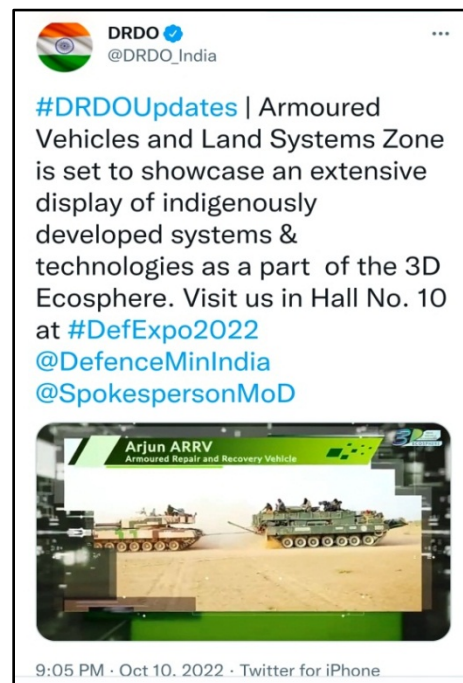 DRDO
@DRDO_India
#DRDOUpdates | Armoured
Vehicles and Land Systems Zone
is set to showcase an extensive
display of indigenously
developed systems &
technologies as a part  of the 3D
Ecosphere. Visit us in Hall No. 10
at #DefExpo2022
@DefenceMinIndia
@SpokespersonMoD
Arjun ARRV
Armoured Repair and Recovery Vehicle
9:05 PM · Oct 10, 2022 · Twitter for iPhone